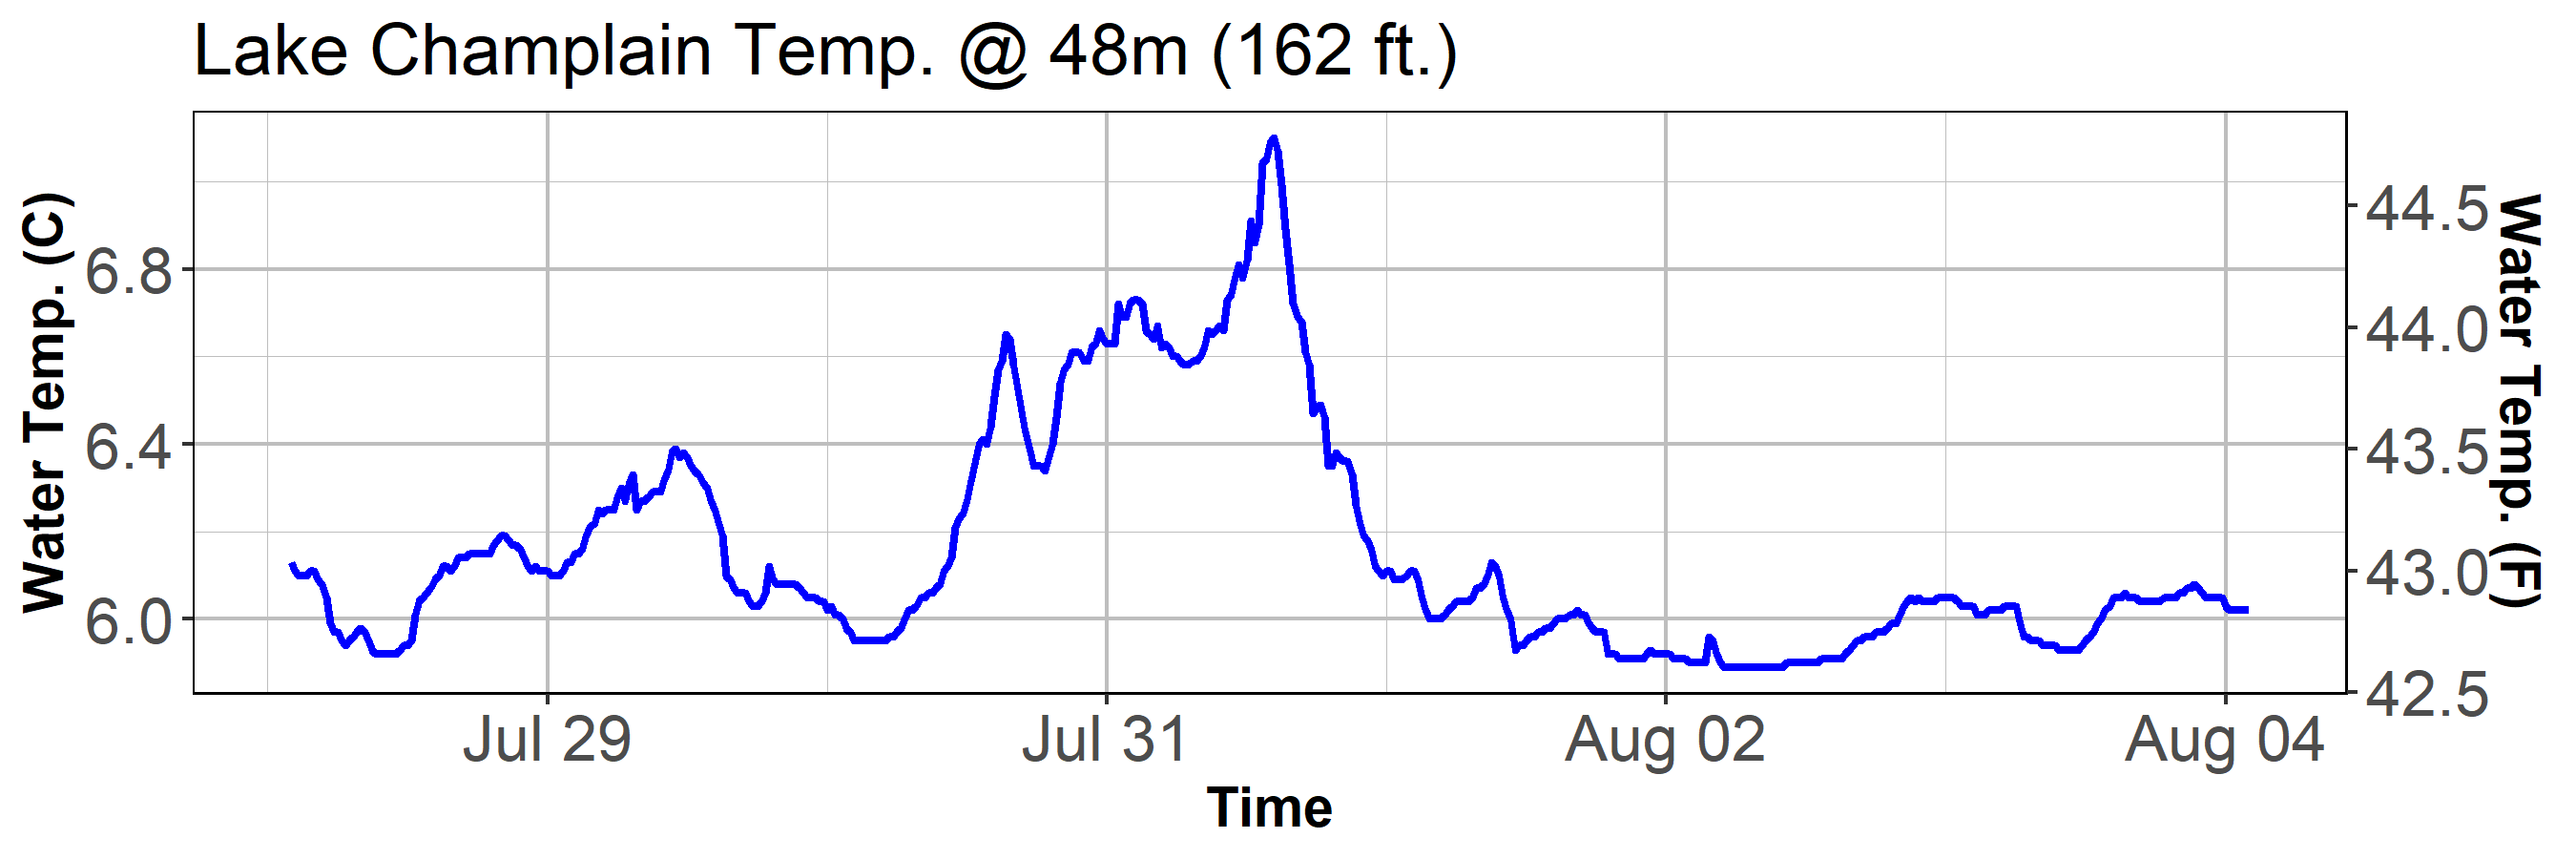 Lake Champlain Temp. @ 48m (162 ft.)
Water Temp. (C)
6.8
6.4
6.0
44.5
44.0
43.5
43.0
42.5
Water Temp. (F)
Jul 29
Jul 31
Aug 02
Aug 04
Time